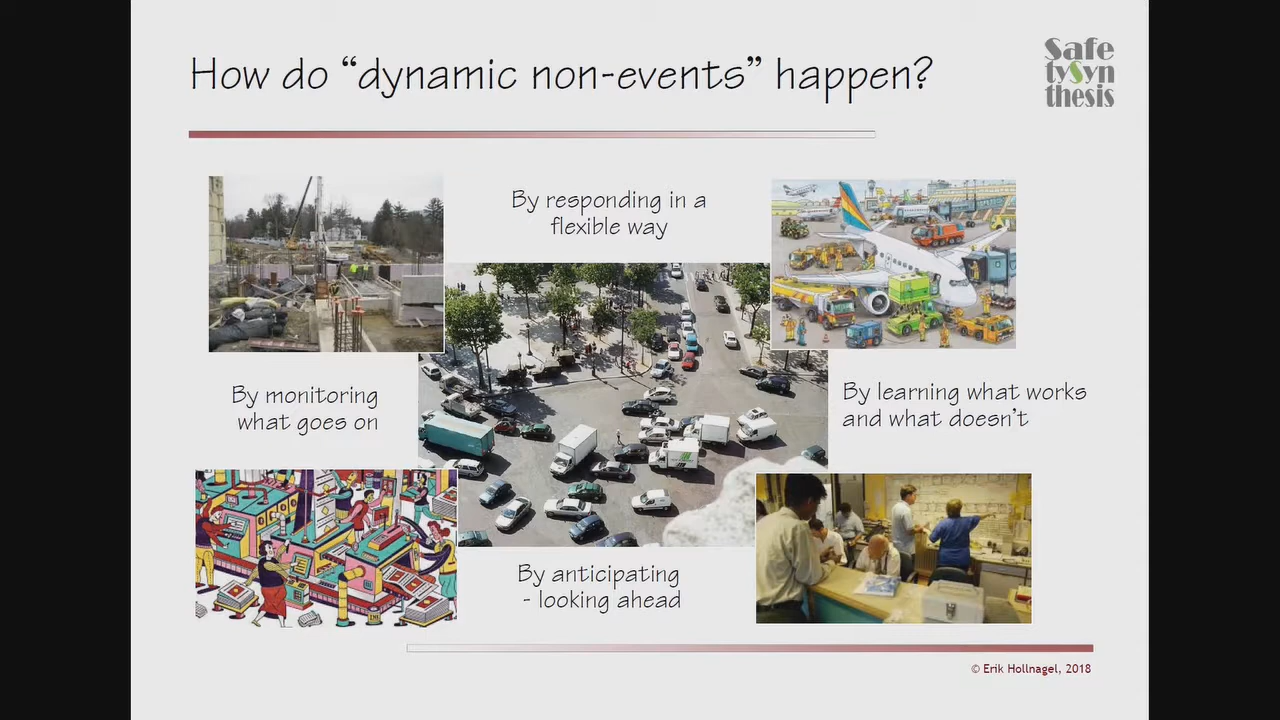 How do “dynamic non-events” happen?
Safe
tySyn
thesis
By responding in a
flexible way
By monitoring
what goes on
By learning what works
and what doesn't
By anticipating
- looking ahead
© Erik Hollnagel, 2018